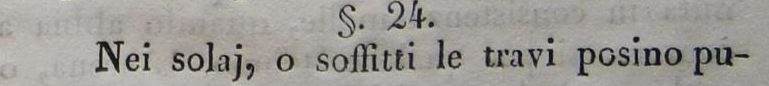 §. 24.
Nei solaj, o soffitti le travi posino pu-